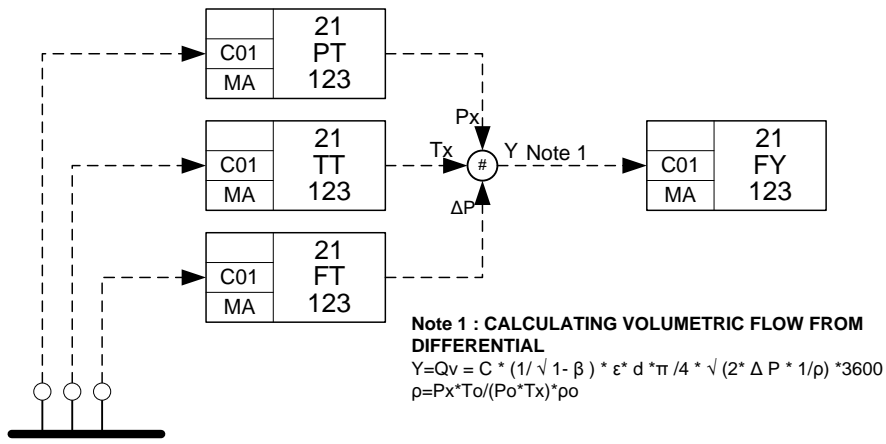 21
C01 PT
MA 123
Px
21
C01 TT
MA 123
Tx
#
Y Note 1
21
C01 FY
MA 123
ΔP
21
C01 FT
MA 123
Note 1 : CALCULATING VOLUMETRIC FLOW FROM
DIFFERENTIAL
Y=Qv = C * (1/ √ 1- β ) * ε* d *π /4 * √ (2* Δ P * 1/ρ) *3600
ρ=Px*To/(Po*Tx)*ρo